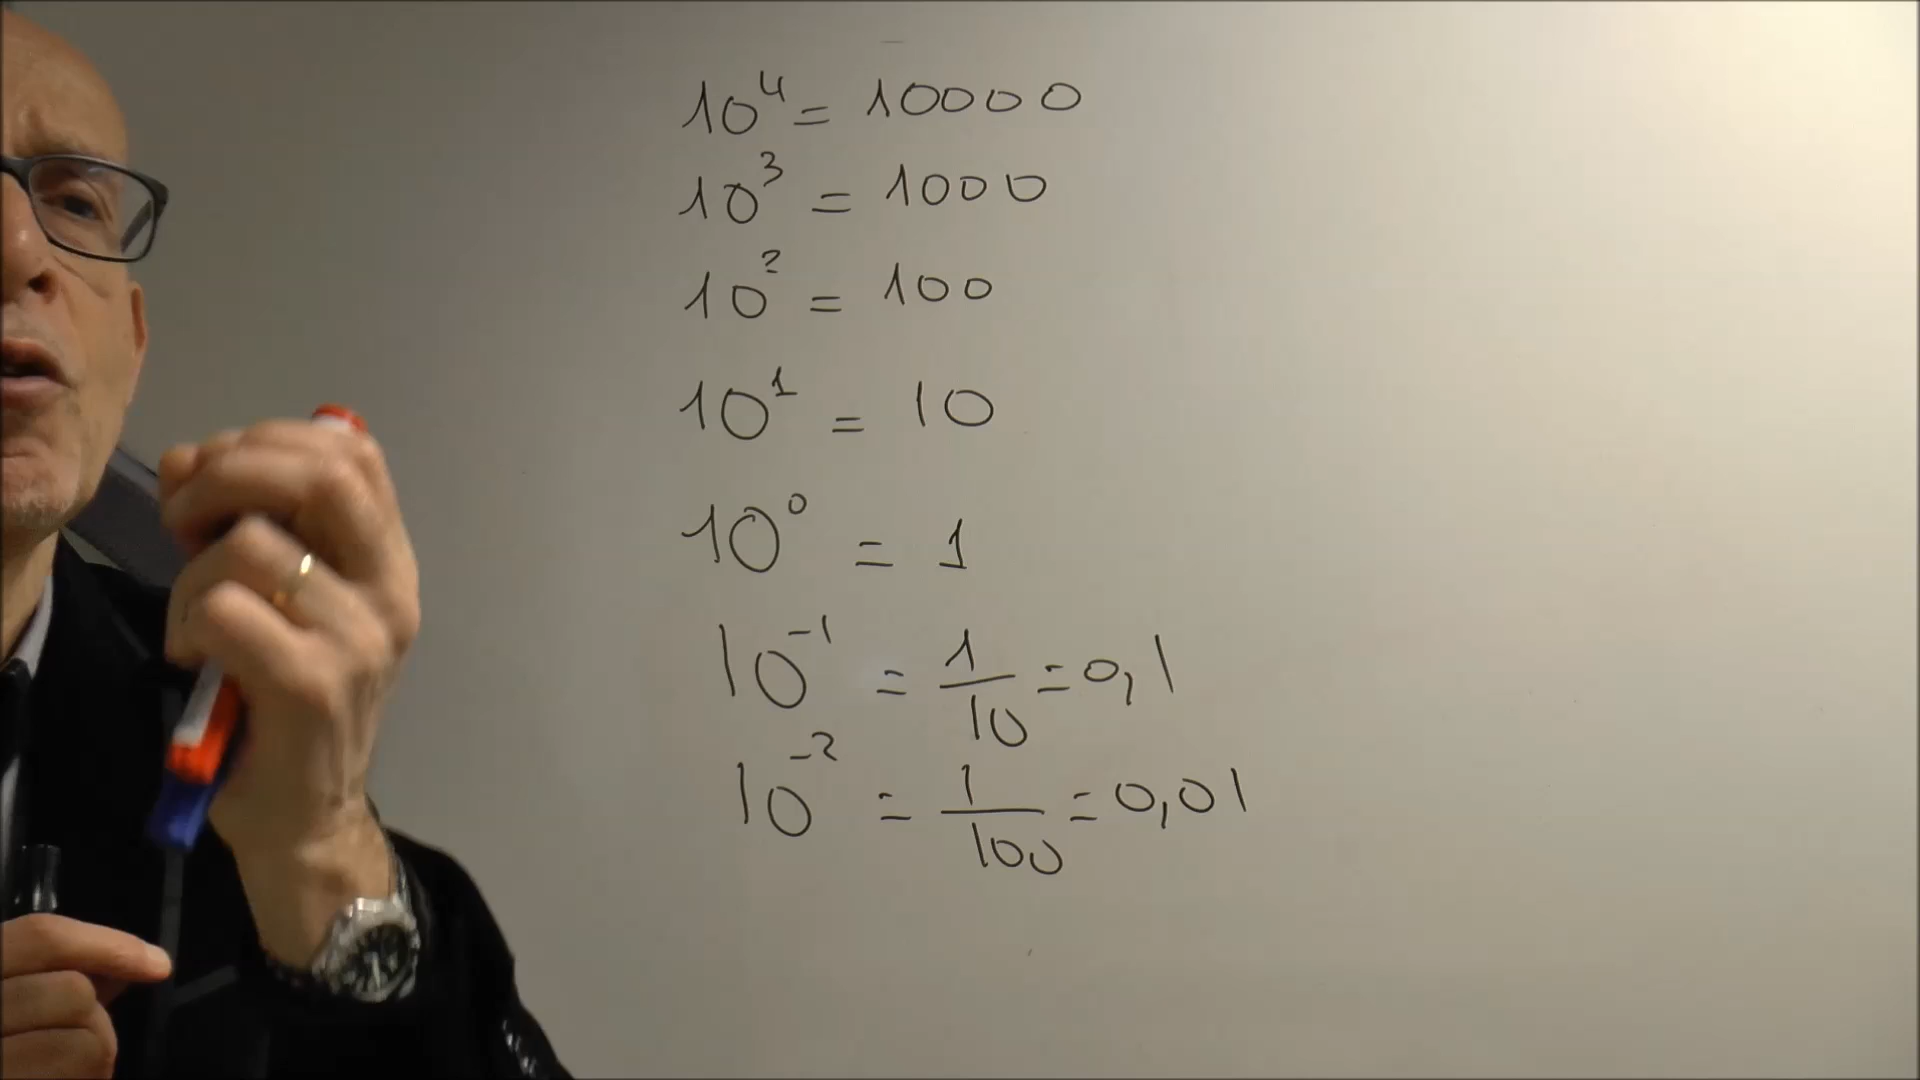 10⁴ = 10000
10³ = 1000
10² = 100
10¹ = 10
10⁰ = 1
10⁻¹ = 1/10 = 0,1
10⁻² = 1/100 = 0,01